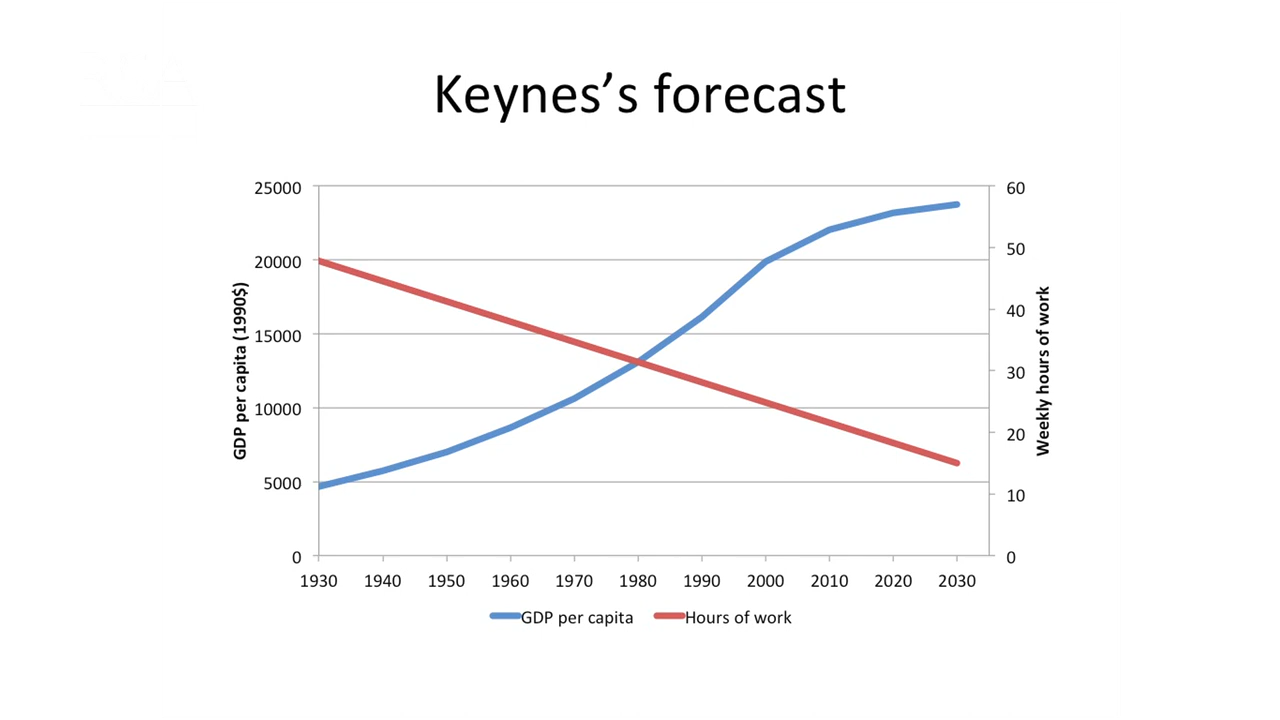 Keynes’s forecast
25000
20000
15000
10000
5000
0
GDP per capita (1990$)
60
50
40
30
20
10
0
Weekly hours of work
1930 1940 1950 1960 1970 1980 1990 2000 2010 2020 2030
GDP per capita Hours of work